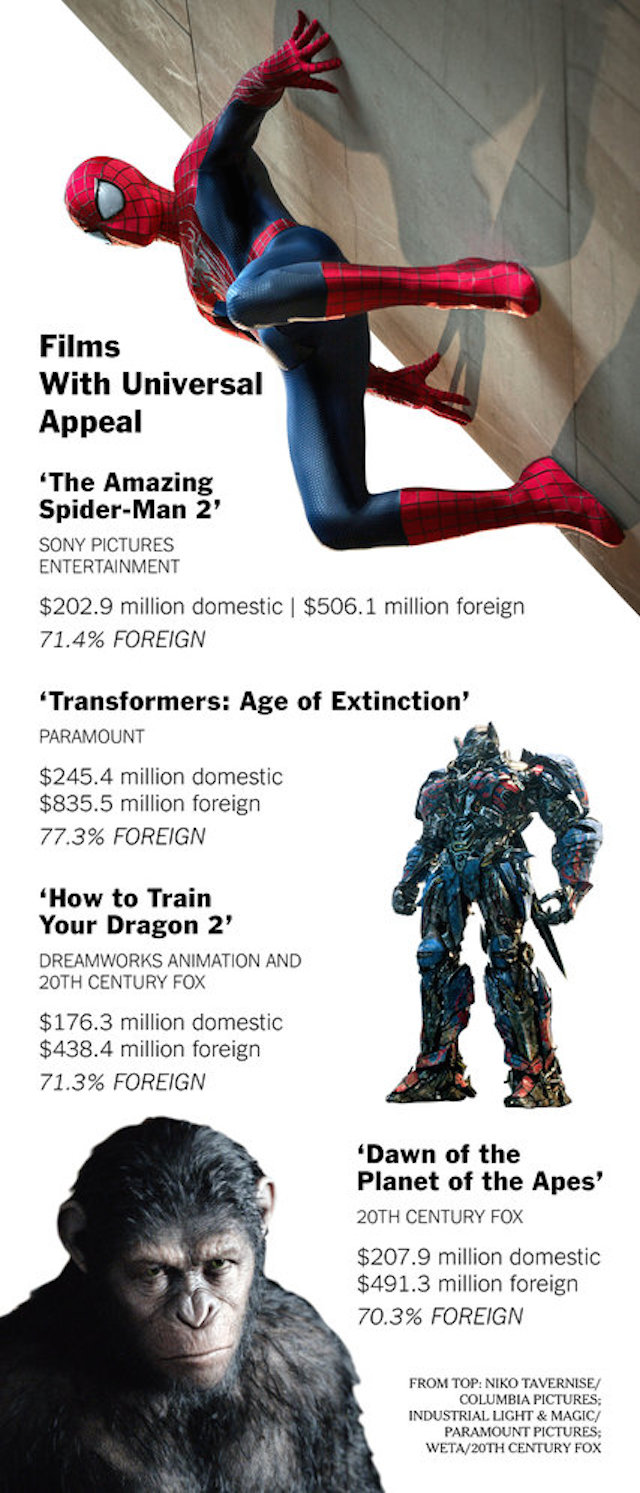 Films
With Universal
Appeal
‘The Amazing
Spider-Man 2’
SONY PICTURES
ENTERTAINMENT
$202.9 million domestic | $506.1 million foreign
71.4% FOREIGN
‘Transformers: Age of Extinction’
PARAMOUNT
$245.4 million domestic
$835.5 million foreign
77.3% FOREIGN
‘How to Train
Your Dragon 2’
DREAMWORKS ANIMATION AND
20TH CENTURY FOX
$176.3 million domestic
$438.4 million foreign
71.3% FOREIGN
‘Dawn of the
Planet of the Apes’
20TH CENTURY FOX
$207.9 million domestic
$491.3 million foreign
70.3% FOREIGN
FROM TOP: NIKO TAVERNISE/
COLUMBIA PICTURES;
INDUSTRIAL LIGHT & MAGIC/
PARAMOUNT PICTURES;
WETA/20TH CENTURY FOX